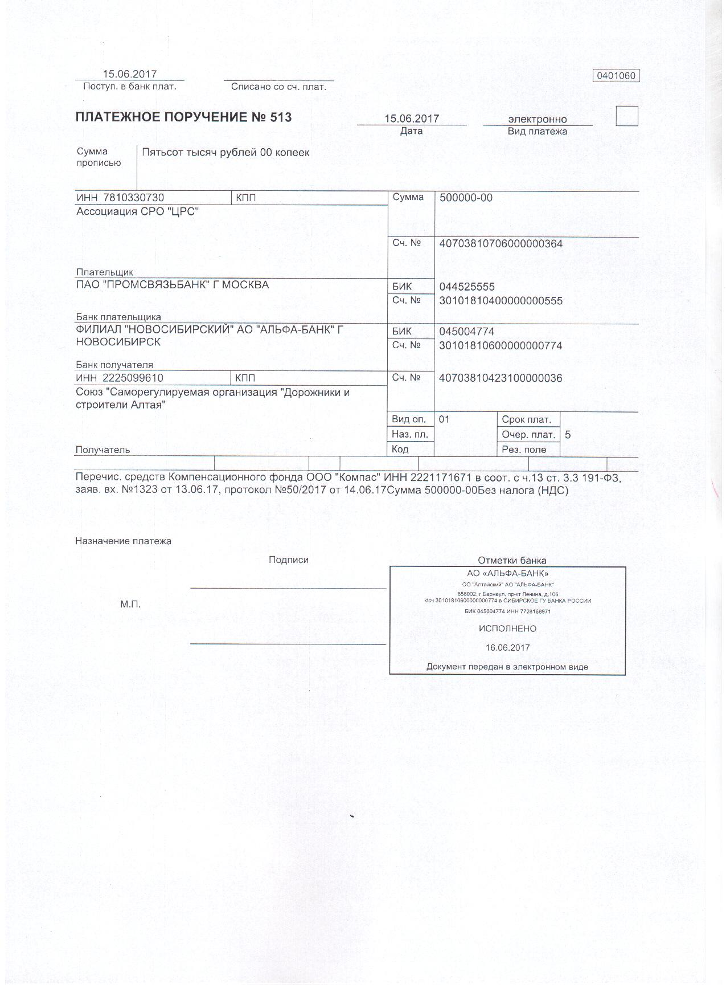 15.06.2017
0401060
Поступ. в банк плат. Списано со сч. плат.
ПЛАТЕЖНОЕ ПОРУЧЕНИЕ № 513 15.06.2017 электронно
Дата Вид платежа
Сумма прописью Пятьсот тысяч рублей 00 копеек
ИНН 7810330730 КПП Сумма 500000-00
Ассоциация СРО "ЦРС"
Сч. № 40703810706000000364
Плательщик
ПАО "ПРОМСВЯЗЬБАНК" Г МОСКВА БИК 044525555
Сч. № 30101810400000000555
Банк плательщика
ФИЛИАЛ "НОВОСИБИРСКИЙ" АО "АЛЬФА-БАНК" Г БИК 045004774
НОВОСИБИРСК Сч. № 30101810600000000774
Банк получателя
ИНН 2225099610 КПП Сч. № 40703810423100000036
Союз "Саморегулируемая организация "Дорожники и
строители Алтая"
Вид оп. 01 Срок плат.
Наз. пл. Очер. плат. 5
Получатель Код Рез. поле
Перечис. средств Компенсационного фонда ООО "Компас" ИНН 2221171671 в соот. с ч.13 ст. 3.3 191-ФЗ,
заяв. вх. №1323 от 13.06.17, протокол №50/2017 от 14.06.17Сумма 500000-00Без налога (НДС)
Назначение платежа
Подписи Отметки банка
АО «АЛЬФА-БАНК»
ОО "Алтайский" АО "АЛЬФА-БАНК"
656002, г.Барнаул, пр-кт Ленина, д.106
к\сч 30101810600000000774 в СИБИРСКОЕ ГУ БАНКА РОССИИ
М.П.
БИК 045004774 ИНН 7728168971
ИСПОЛНЕНО
16.06.2017
Документ передан в электронном виде